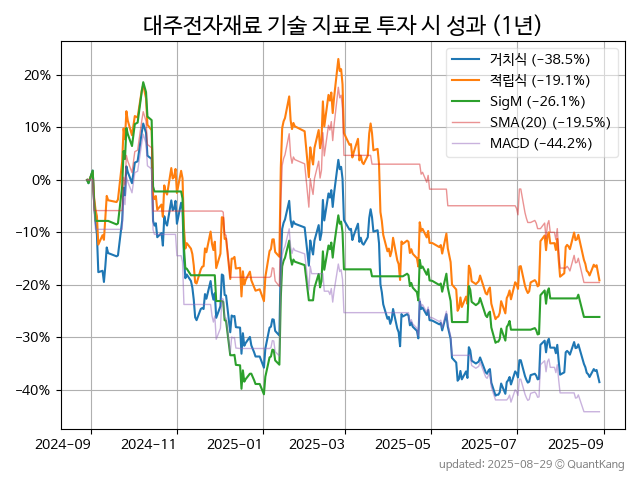 대주전자재료 기술 지표로 투자 시 성과 (1년)
거치식 (−38.5%)
적립식 (−19.1%)
SigM (−26.1%)
SMA(20) (−19.5%)
MACD (−44.2%)
20%
10%
0%
−10%
−20%
−30%
−40%
2024-09 2024-11 2025-01 2025-03 2025-05 2025-07 2025-09
updated: 2025-08-29 © QuantKang